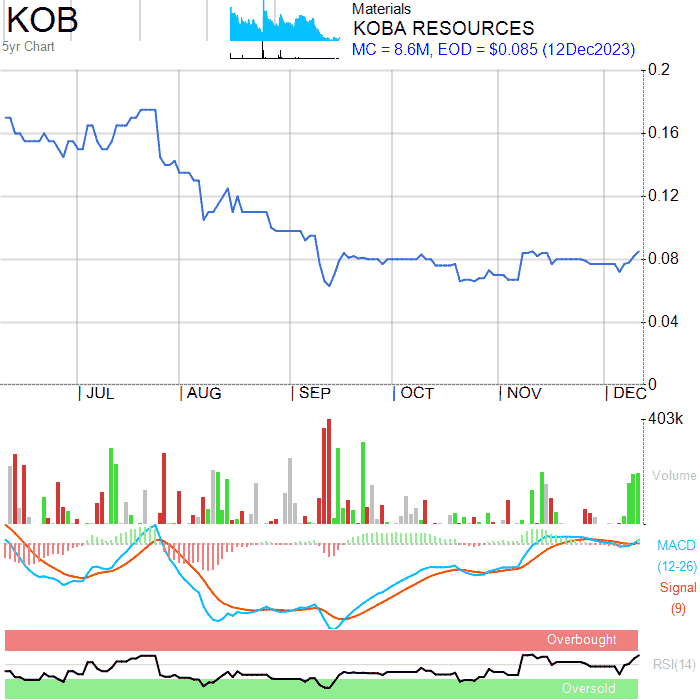 KOB
5yr Chart
Materials
KOBA RESOURCES
MC = 8.6M, EOD = $0.085 (12Dec2023)
0.2
0.16
0.12
0.08
0.04
0
JUL AUG SEP OCT NOV DEC
403k
Volume
MACD
(12-26)
Signal
(9)
Overbought
RSI(14)
Oversold